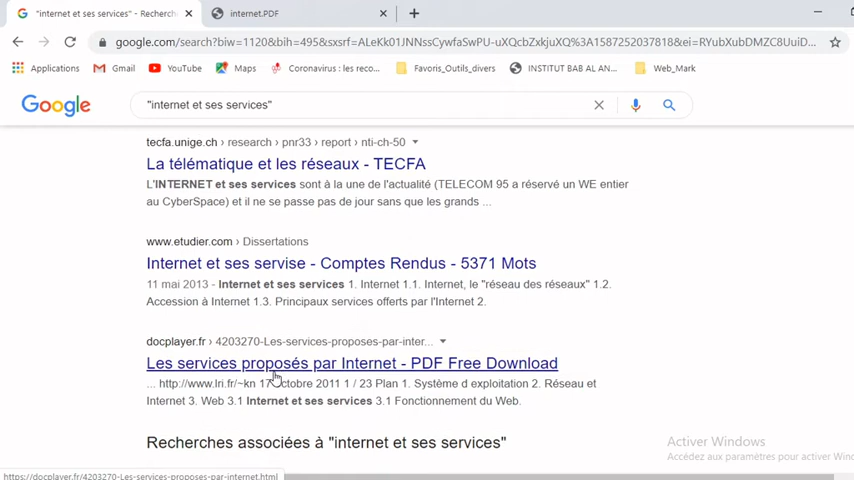 "internet et ses services" - Recherch
internet.PDF
google.com/search?biw=1120&bih=495&sxsrf=ALeKk01JNNssCywfaSwPU-uXQcbZxkjuXQ%3A1587252037818&ei=RYubXubDMZC8UuiD...
Applications
Gmail
YouTube
Maps
Coronavirus : les reco...
Favoris_Outils_divers
INSTITUT BAB AL AN...
Web_Mark
Google
"internet et ses services"
tecfa.unige.ch › research › pnr33 › report › nti-ch-50
La télématique et les réseaux - TECFA
L'INTERNET et ses services sont à la une de l'actualité (TELECOM 95 a réservé un WE entier
au CyberSpace) et il ne se passe pas de jour sans que les grands ...
www.etudier.com › Dissertations
Internet et ses servise - Comptes Rendus - 5371 Mots
11 mai 2013 - Internet et ses services 1. Internet 1.1. Internet, le "réseau des réseaux" 1.2.
Accession à Internet 1.3. Principaux services offerts par l'Internet 2.
docplayer.fr › 4203270-Les-services-proposes-par-inter...
Les services proposés par Internet - PDF Free Download
... http://www.lri.fr/~kn 17 octobre 2011 1 / 23 Plan 1. Système d exploitation 2. Réseau et
Internet 3. Web 3.1 Internet et ses services 3.1 Fonctionnement du Web.
Recherches associées à "internet et ses services"
Activer Windows
Accédez aux paramètres pour activer Win
https://docplayer.fr/4203270-Les-services-proposes-par-internet.html